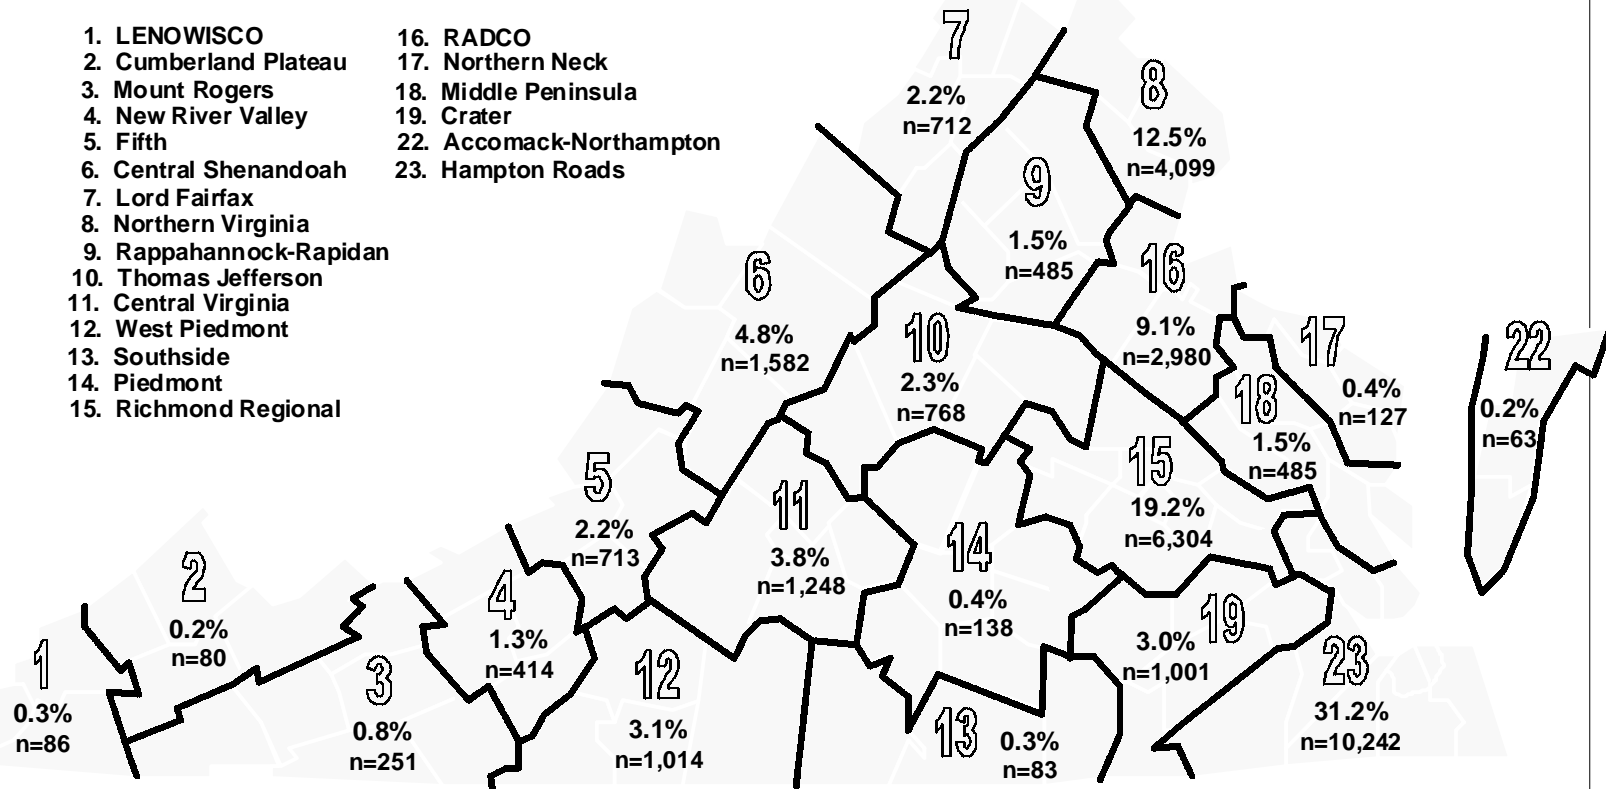 1. LENOWISCO
2. Cumberland Plateau
3. Mount Rogers
4. New River Valley
5. Fifth
6. Central Shenandoah
7. Lord Fairfax
8. Northern Virginia
9. Rappahannock-Rapidan
10. Thomas Jefferson
11. Central Virginia
12. West Piedmont
13. Southside
14. Piedmont
15. Richmond Regional
16. RADCO
17. Northern Neck
18. Middle Peninsula
19. Crater
22. Accomack-Northampton
23. Hampton Roads
7
2.2%
n=712
8
12.5%
n=4,099
9
1.5%
n=485
6
4.8%
n=1,582
16
9.1%
n=2,980
10
2.3%
n=768
17
0.4%
n=127
22
0.2%
n=63
18
1.5%
n=485
5
2.2%
n=713
11
3.8%
n=1,248
15
19.2%
n=6,304
14
0.4%
n=138
2
0.2%
n=80
4
1.3%
n=414
19
3.0%
n=1,001
1
0.3%
n=86
3
0.8%
n=251
12
3.1%
n=1,014
13
0.3%
n=83
23
31.2%
n=10,242